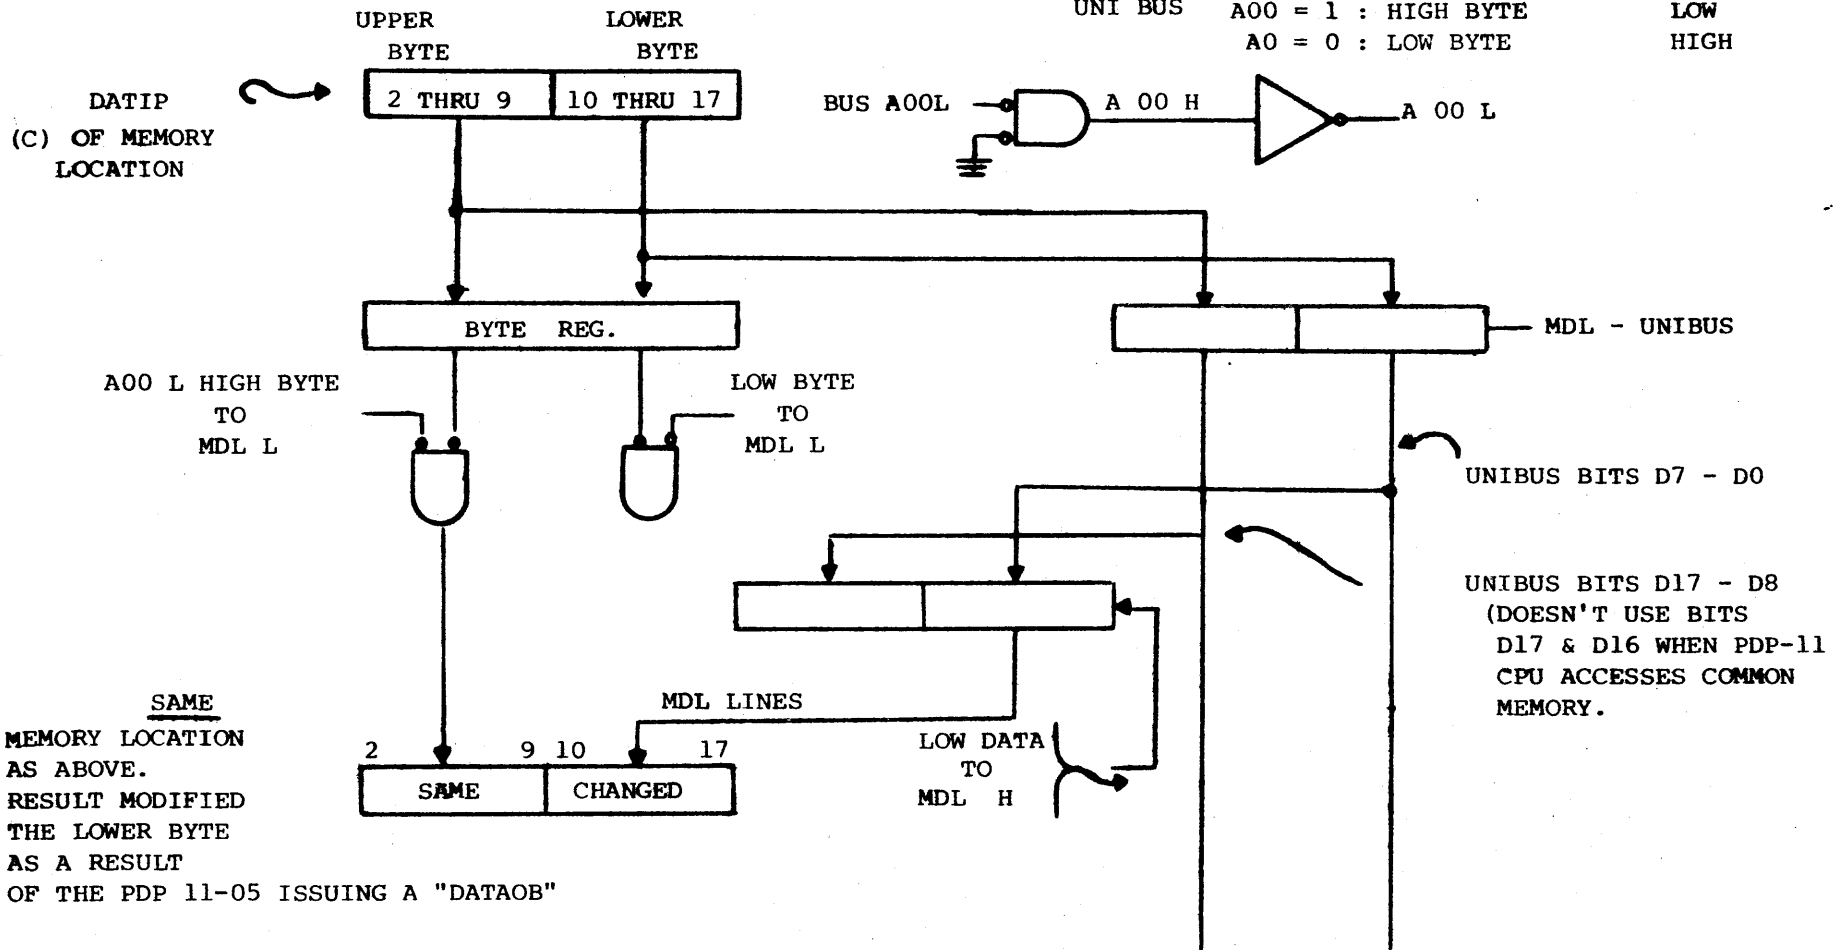 UPPER
BYTE
LOWER
BYTE
UNI BUS A00 = 1 : HIGH BYTE LOW
A0 = 0 : LOW BYTE HIGH
DATIP
(C) OF MEMORY
LOCATION
2 THRU 9
10 THRU 17
BUS A00L
A 00 H
A 00 L
BYTE REG.
MDL - UNIBUS
A00 L HIGH BYTE
TO
MDL L
LOW BYTE
TO
MDL L
UNIBUS BITS D7 - D0
UNIBUS BITS D17 - D8
(DOESN'T USE BITS
D17 & D16 WHEN PDP-11
CPU ACCESSES COMMON
MEMORY.
MDL LINES
LOW DATA
TO
MDL H
SAME
MEMORY LOCATION
AS ABOVE.
RESULT MODIFIED
THE LOWER BYTE
AS A RESULT
OF THE PDP 11-05 ISSUING A "DATAOB"
2 9 10 17
SAME
CHANGED